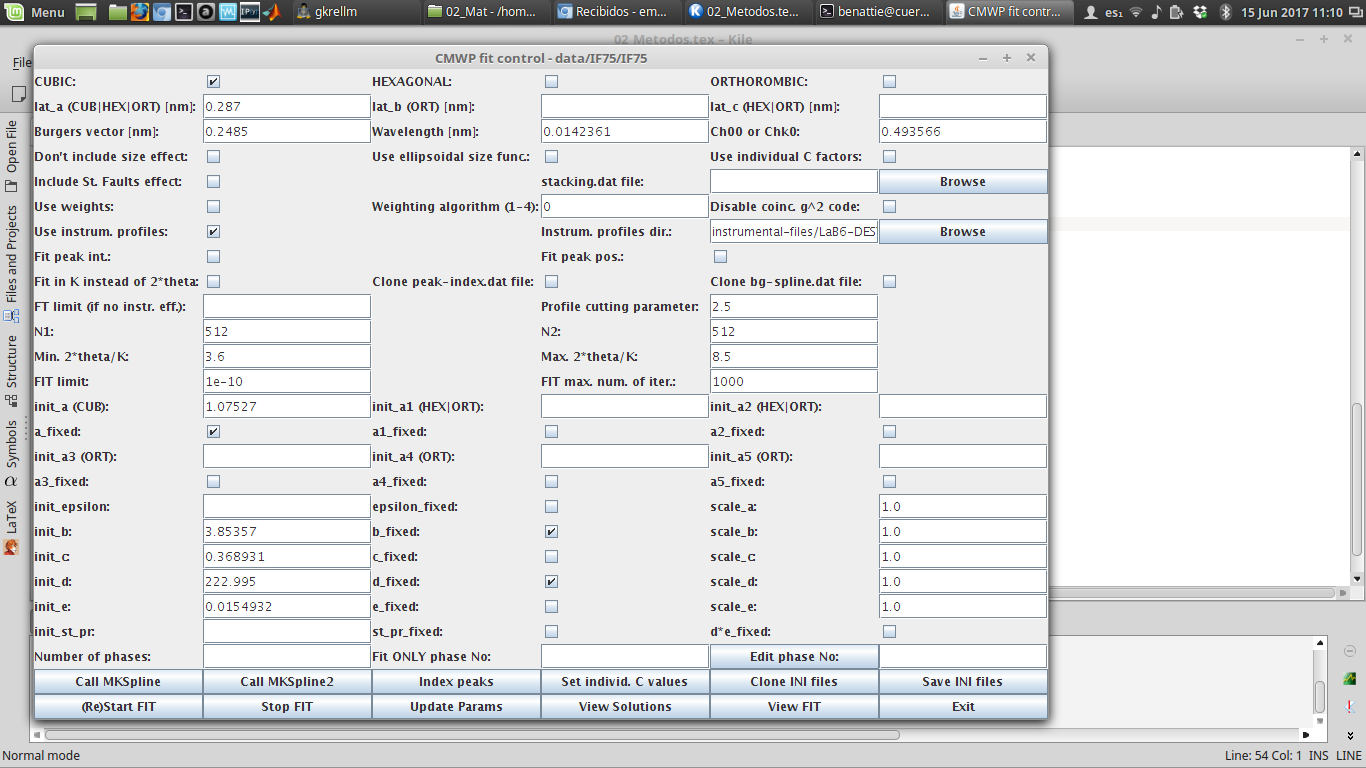 Menu
gkrellm
02_Mat - /hom...
Recibidos - em...
02_Metodos.te...
benattie@cuer...
CMWP fit contr...
es₁
15 Jun 2017 11:10
02_Metodos.tex – Kile
CMWP fit control - data/IF75/IF75
File
Open File
Files and Projects
Structure
Symbols
α
LaTeX
CUBIC: HEXAGONAL: ORTHOROMBIC:
lat_a (CUB|HEX|ORT) [nm]: 0.287 lat_b (ORT) [nm]: lat_c (HEX|ORT) [nm]:
Burgers vector [nm]: 0.2485 Wavelength [nm]: 0.0142361 Ch00 or Chk0: 0.493566
Don't include size effect: Use ellipsoidal size func.: Use individual C factors:
Include St. Faults effect: stacking.dat file: Browse
Use weights: Weighting algorithm (1-4): 0 Disable coinc. g^2 code:
Use instrum. profiles: Instrum. profiles dir.: instrumental-files/LaB6-DES Browse
Fit peak int.: Fit peak pos.:
Fit in K instead of 2*theta: Clone peak-index.dat file: Clone bg-spline.dat file:
FT limit (if no instr. eff.): Profile cutting parameter: 2.5
N1: 512 N2: 512
Min. 2*theta/K: 3.6 Max. 2*theta/K: 8.5
FIT limit: 1e-10 FIT max. num. of iter.: 1000
init_a (CUB): 1.07527 init_a1 (HEX|ORT): init_a2 (HEX|ORT):
a_fixed: a1_fixed: a2_fixed:
init_a3 (ORT): init_a4 (ORT): init_a5 (ORT):
a3_fixed: a4_fixed: a5_fixed:
init_epsilon: epsilon_fixed: scale_a: 1.0
init_b: 3.85357 b_fixed: scale_b: 1.0
init_c: 0.368931 c_fixed: scale_c: 1.0
init_d: 222.995 d_fixed: scale_d: 1.0
init_e: 0.0154932 e_fixed: scale_e: 1.0
init_st_pr: st_pr_fixed: d*e_fixed:
Number of phases: Fit ONLY phase No: Edit phase No:
Call MKSpline Call MKSpline2 Index peaks Set individ. C values Clone INI files Save INI files
(Re)Start FIT Stop FIT Update Params View Solutions View FIT Exit
Normal mode
Line: 54 Col: 1 INS LINE